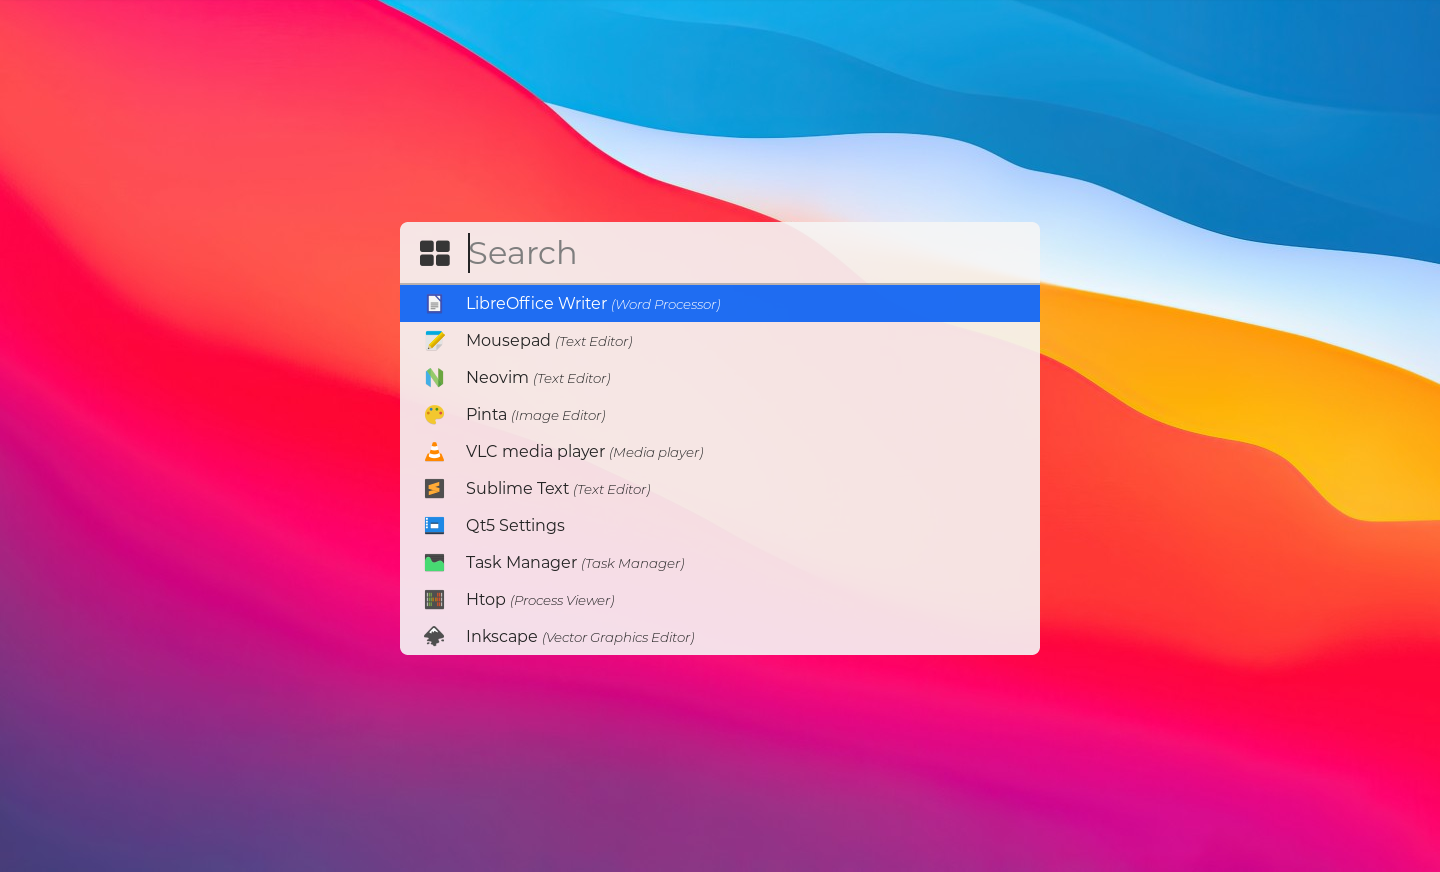 Search
LibreOffice Writer (Word Processor)
Mousepad (Text Editor)
Neovim (Text Editor)
Pinta (Image Editor)
VLC media player (Media player)
Sublime Text (Text Editor)
Qt5 Settings
Task Manager (Task Manager)
Htop (Process Viewer)
Inkscape (Vector Graphics Editor)